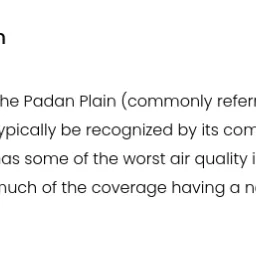 he Padan Plain (commonly referr
ypically be recognized by its com
as some of the worst air quality i
much of the coverage having a n